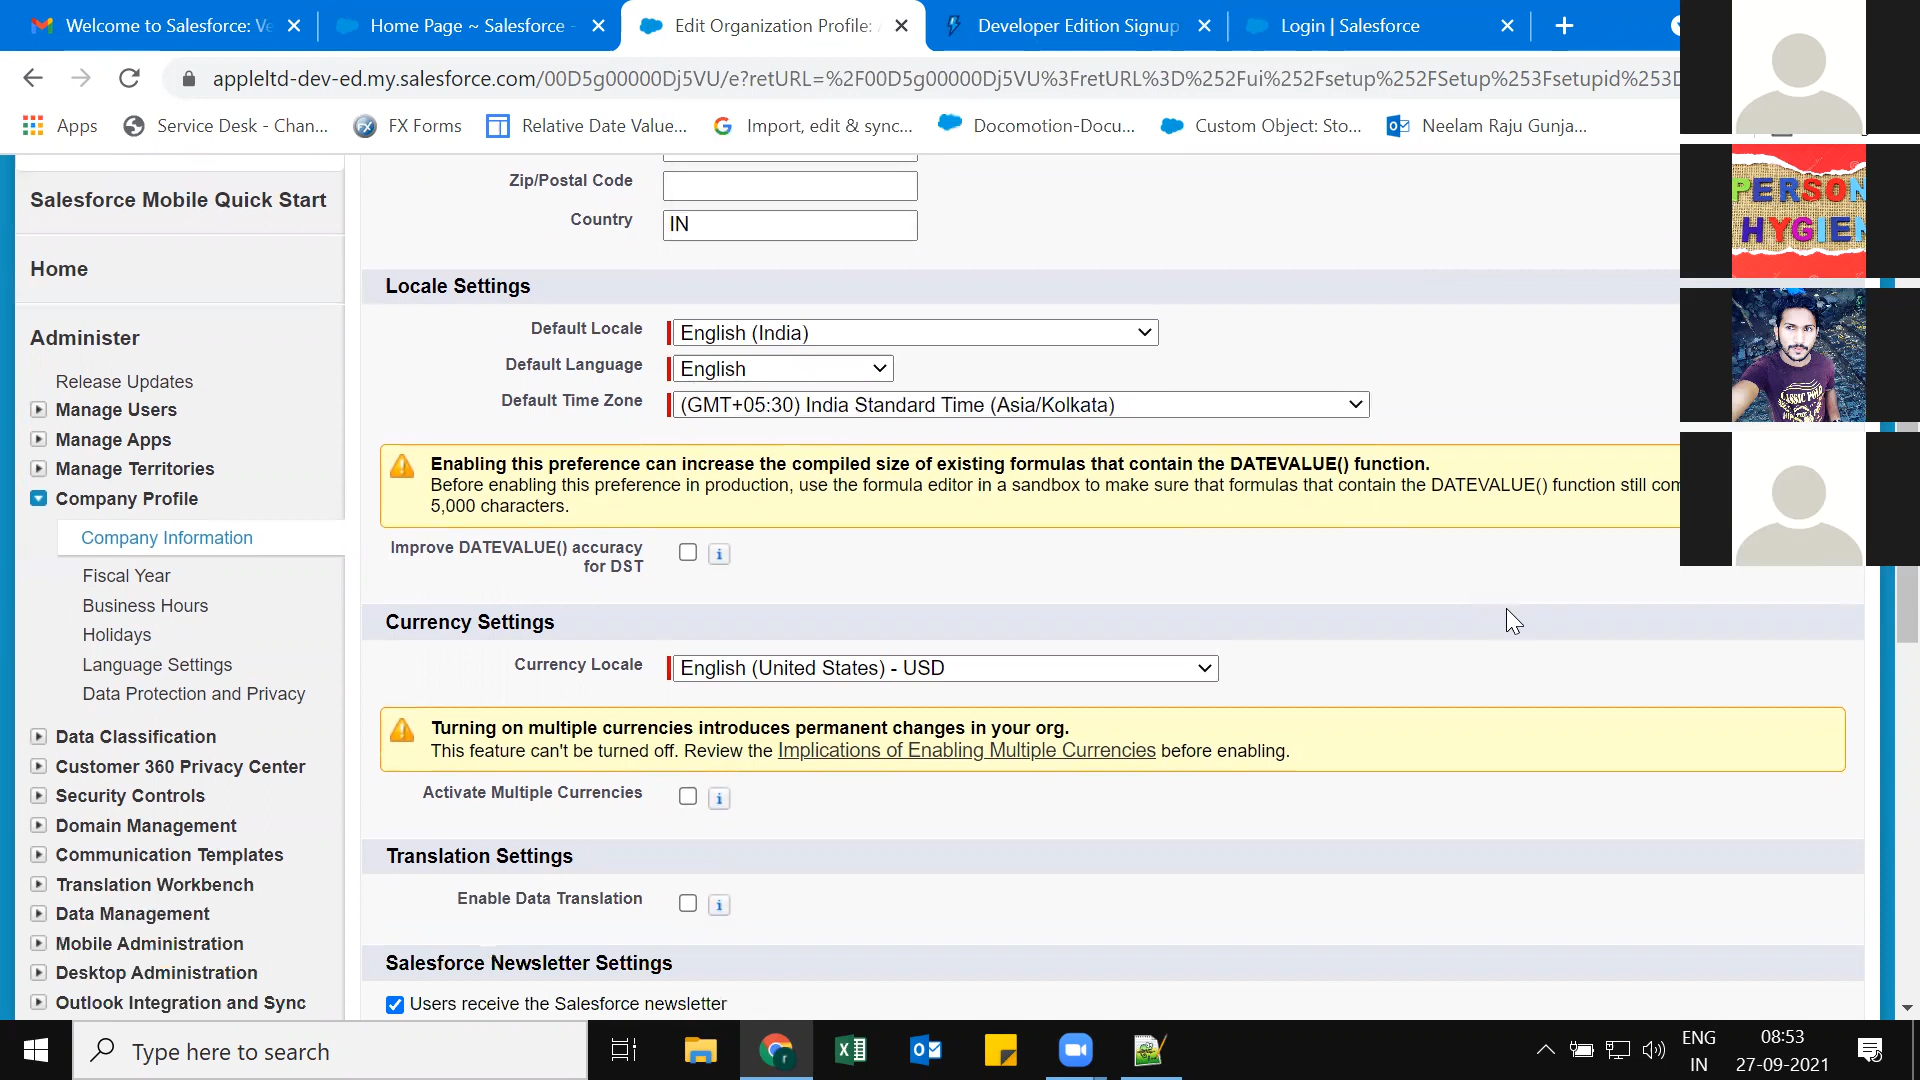 Welcome to Salesforce: Ve
Home Page ~ Salesforce -
Edit Organization Profile: A
Developer Edition Signup
Login | Salesforce
appleltd-dev-ed.my.salesforce.com/00D5g00000Dj5VU/e?retURL=%2F00D5g00000Dj5VU%3FretURL%3D%252Fui%252Fsetup%252FSetup%253Fsetupid%253D
Apps
Service Desk - Chan...
FX Forms
Relative Date Value...
Import, edit & sync...
Docomotion-Docu...
Custom Object: Sto...
Neelam Raju Gunja...
Salesforce Mobile Quick Start
Home
Administer
Release Updates
Manage Users
Manage Apps
Manage Territories
Company Profile
Company Information
Fiscal Year
Business Hours
Holidays
Language Settings
Data Protection and Privacy
Data Classification
Customer 360 Privacy Center
Security Controls
Domain Management
Communication Templates
Translation Workbench
Data Management
Mobile Administration
Desktop Administration
Outlook Integration and Sync
Zip/Postal Code
Country IN
Locale Settings
Default Locale English (India)
Default Language English
Default Time Zone (GMT+05:30) India Standard Time (Asia/Kolkata)
Enabling this preference can increase the compiled size of existing formulas that contain the DATEVALUE() function.
Before enabling this preference in production, use the formula editor in a sandbox to make sure that formulas that contain the DATEVALUE() function still com
5,000 characters.
Improve DATEVALUE() accuracy
for DST
Currency Settings
Currency Locale English (United States) - USD
Turning on multiple currencies introduces permanent changes in your org.
This feature can't be turned off. Review the Implications of Enabling Multiple Currencies before enabling.
Activate Multiple Currencies
Translation Settings
Enable Data Translation
Salesforce Newsletter Settings
Users receive the Salesforce newsletter
PERSON
HYGIEN
CLASSIC POLO
Type here to search
ENG
IN
08:53
27-09-2021